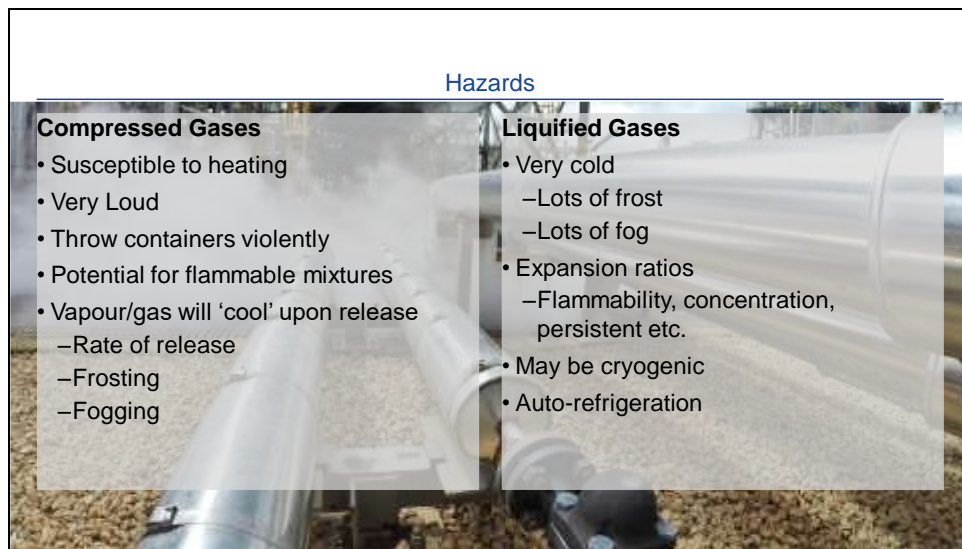 Hazards
Compressed Gases
• Susceptible to heating
• Very Loud
• Throw containers violently
• Potential for flammable mixtures
• Vapour/gas will ‘cool’ upon release
–Rate of release
–Frosting
–Fogging
Liquified Gases
• Very cold
–Lots of frost
–Lots of fog
• Expansion ratios
–Flammability, concentration,
persistent etc.
• May be cryogenic
• Auto-refrigeration